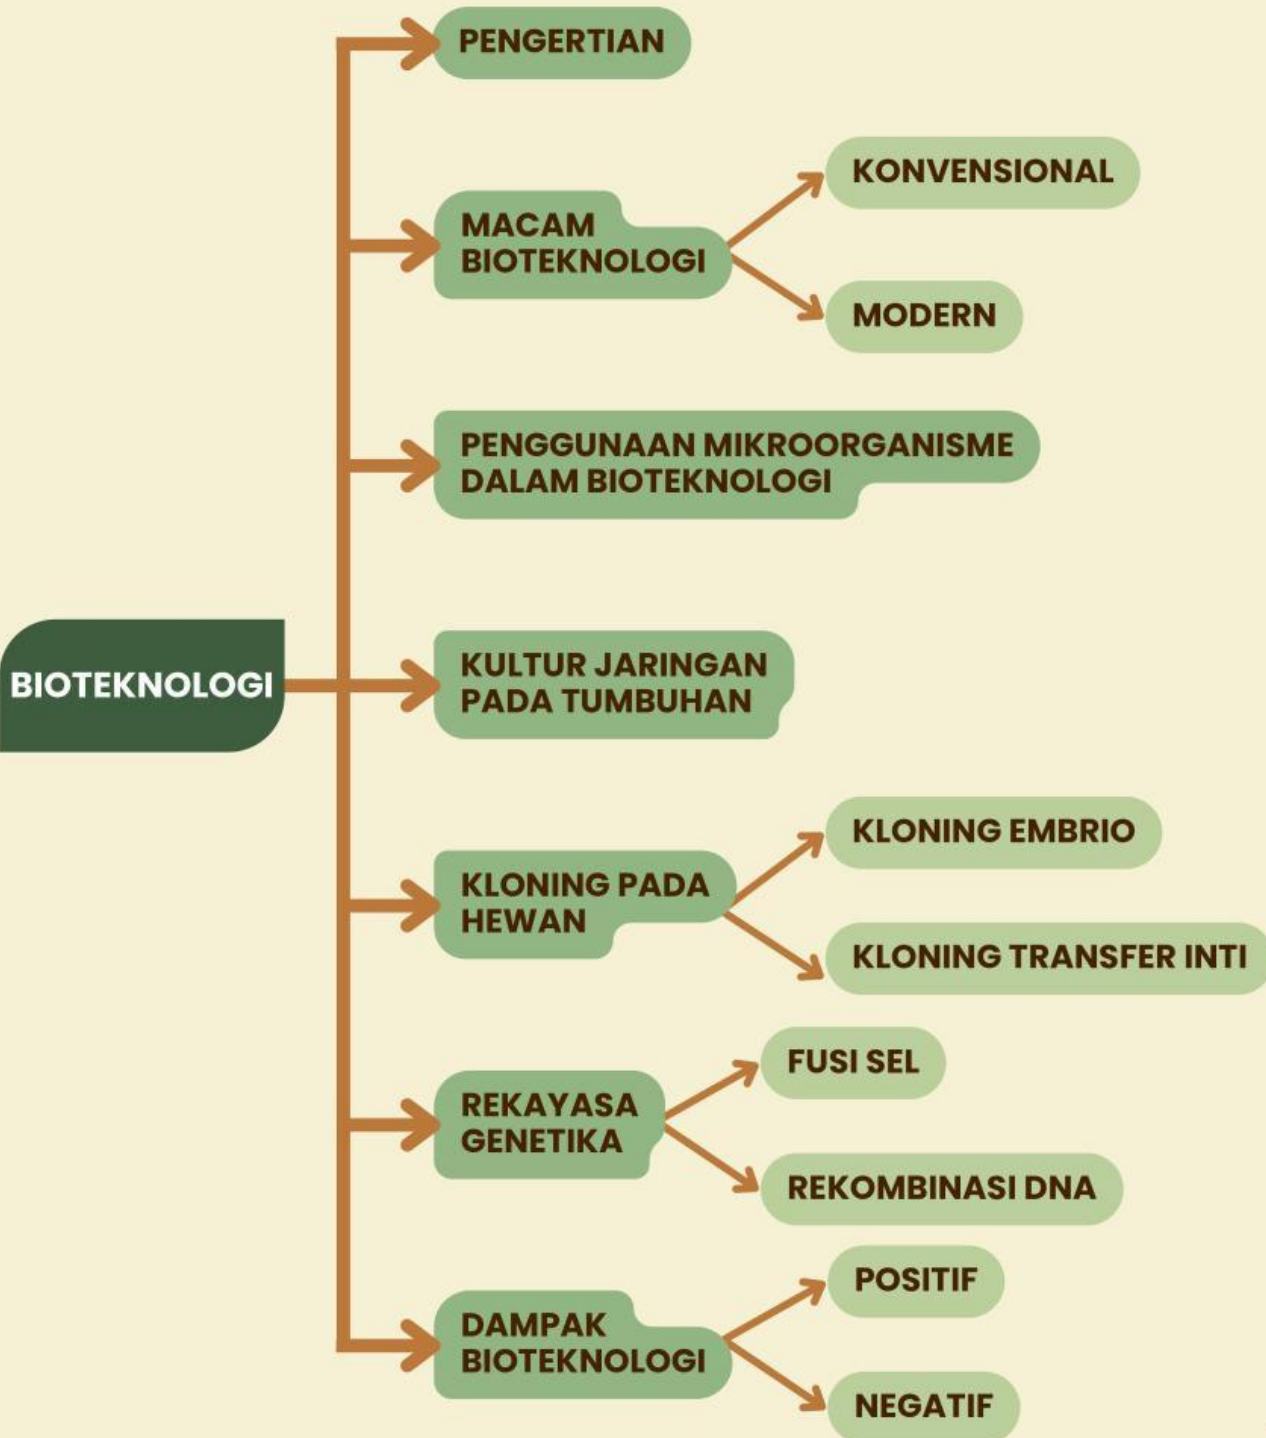 PENGERTIAN
MACAM
BIOTEKNOLOGI
KONVENSIONAL
MODERN
PENGGUNAAN MIKROORGANISME
DALAM BIOTEKNOLOGI
BIOTEKNOLOGI
KULTUR JARINGAN
PADA TUMBUHAN
KLONING PADA
HEWAN
KLONING EMBRIO
KLONING TRANSFER INTI
REKAYASA
GENETIKA
FUSI SEL
REKOMBINASI DNA
DAMPAK
BIOTEKNOLOGI
POSITIF
NEGATIF